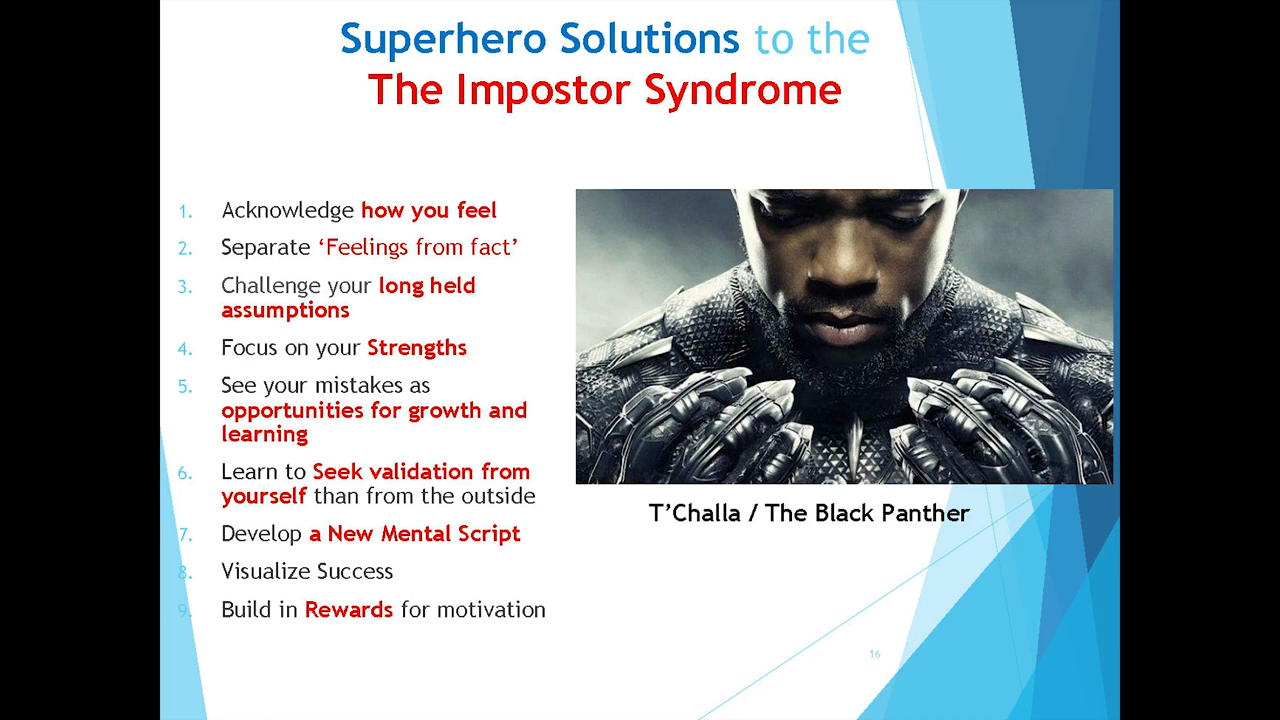 Superhero Solutions to the
The Impostor Syndrome
1. Acknowledge how you feel
2. Separate ‘Feelings from fact’
3. Challenge your long held
assumptions
4. Focus on your Strengths
5. See your mistakes as
opportunities for growth and
learning
6. Learn to Seek validation from
yourself than from the outside
7. Develop a New Mental Script
8. Visualize Success
9. Build in Rewards for motivation
T’Challa / The Black Panther
16